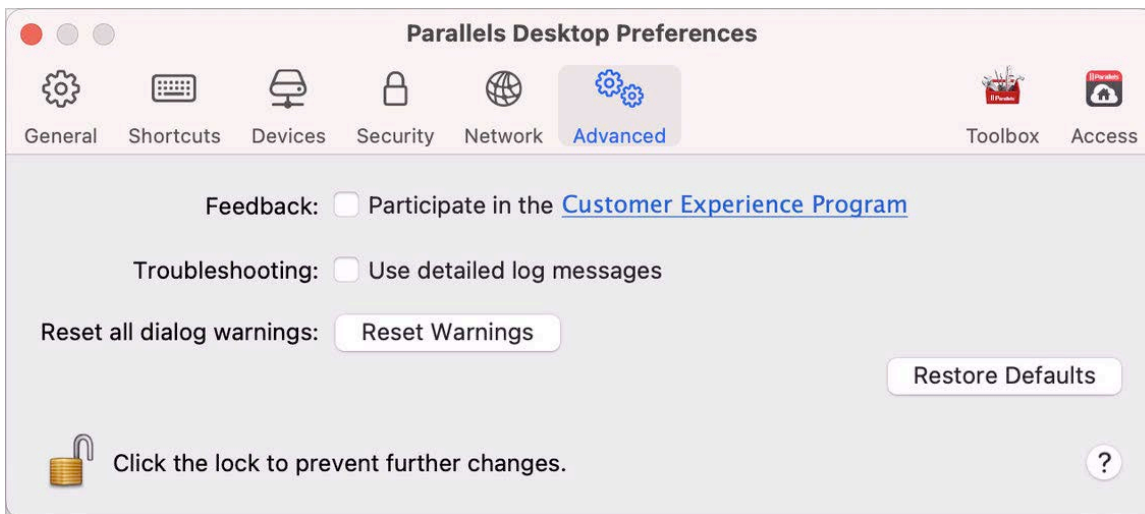 Parallels Desktop Preferences
General Shortcuts Devices Security Network Advanced Toolbox Access
Feedback: Participate in the Customer Experience Program
Troubleshooting: Use detailed log messages
Reset all dialog warnings: Reset Warnings
Restore Defaults
Click the lock to prevent further changes. ?